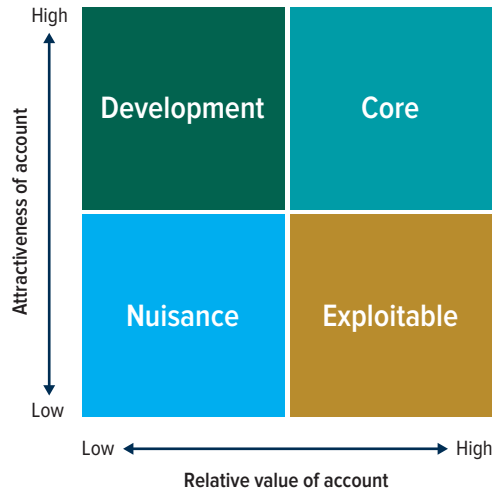 High
Attractiveness of account
Development
Core
Nuisance
Exploitable
Low
Low
High
Relative value of account